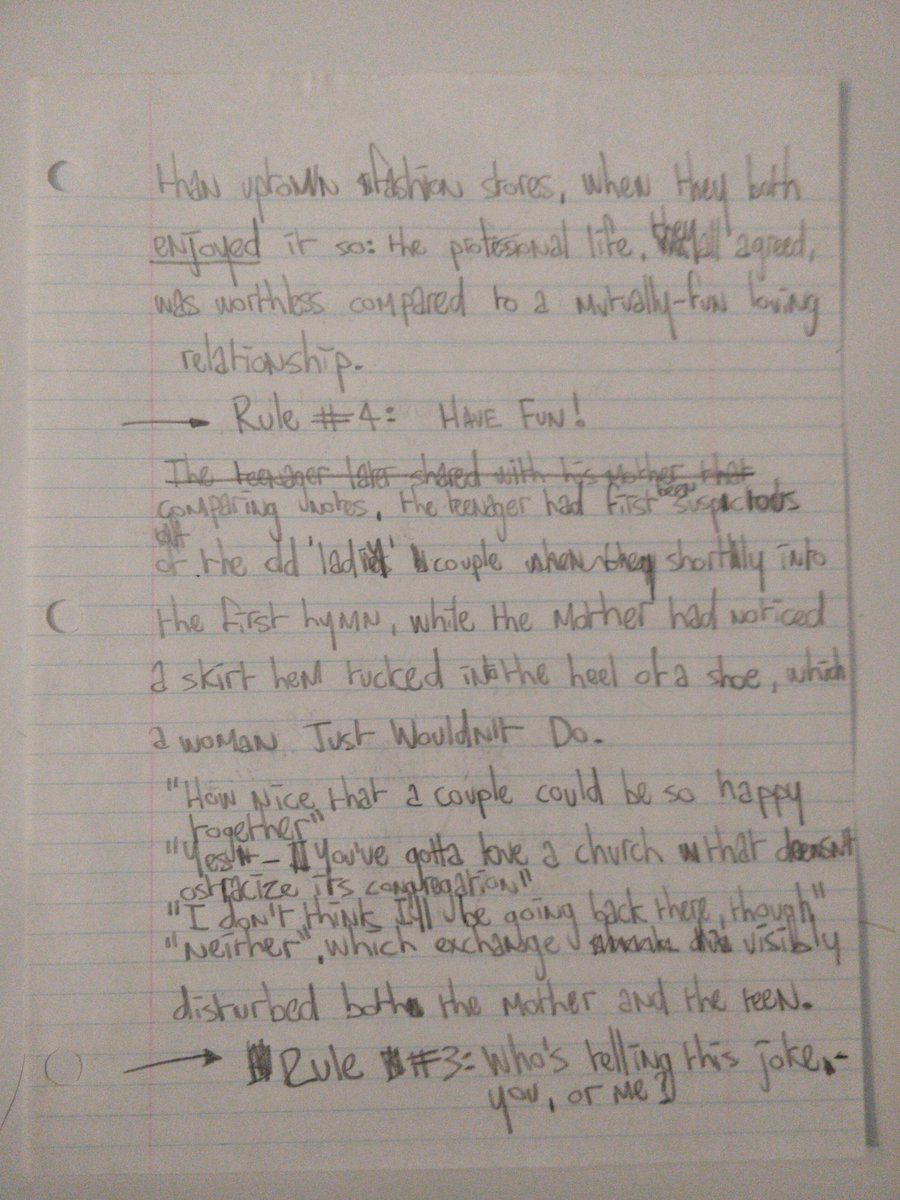 than uptown fashion stores, when they both
enjoyed it so: the profesional life, they all agreed,
was worthless compared to a mutually-fun loving
relationship.
→ Rule #4: HAVE FUN!
The teenager later shared with his Mother that
comparing notes, the teenager had first been suspicious
of the old 'ladies' couple when they shortly into
the first hymn, while the Mother had noticed
a skirt hem tucked into the heel of a shoe, which
a woman Just Wouldn't Do.
"How Nice that a couple could be so happy
together"
"Yes - you've gotta love a church that doesn't
ostracize its congregation"
"I don't think I'll be going back there, though"
"Neither", which exchange visibly
disturbed both the Mother and the teen.
→ Rule #3: Who's telling this joke,-
you, or me?